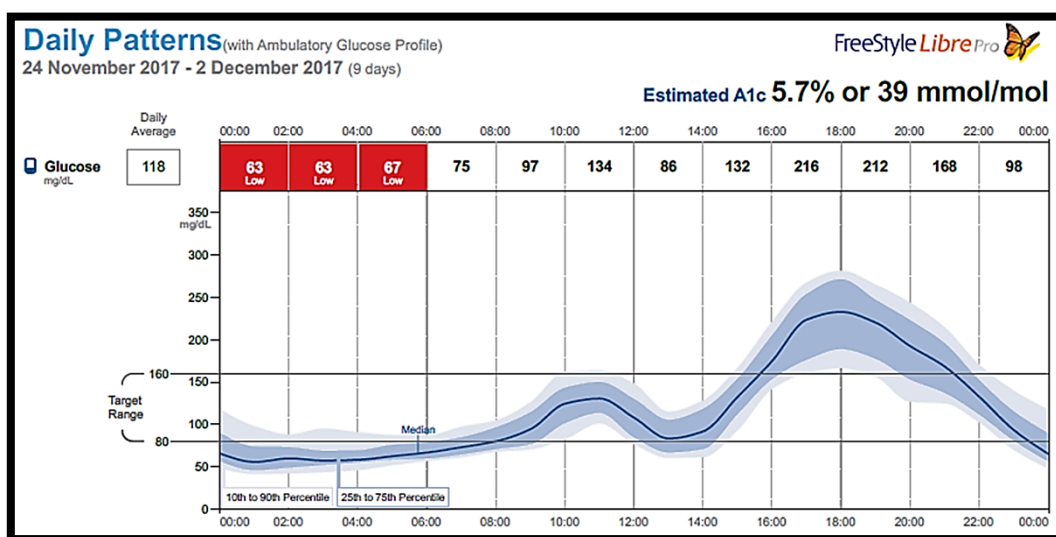 Daily Patterns (with Ambulatory Glucose Profile)
FreeStyle Libre Pro
24 November 2017 - 2 December 2017 (9 days)
Estimated A1c 5.7% or 39 mmol/mol
Daily
Average
00:00 02:00 04:00 06:00 08:00 10:00 12:00 14:00 16:00 18:00 20:00 22:00 00:00
Glucose 118 63 63 67 75 97 134 86 132 216 212 168 98
mg/dL Low Low Low
350
mg/dL
300
250
200
160
150
Target
Range
100
80
Median
50
10th to 90th Percentile 25th to 75th Percentile
0
00:00 02:00 04:00 06:00 08:00 10:00 12:00 14:00 16:00 18:00 20:00 22:00 00:00